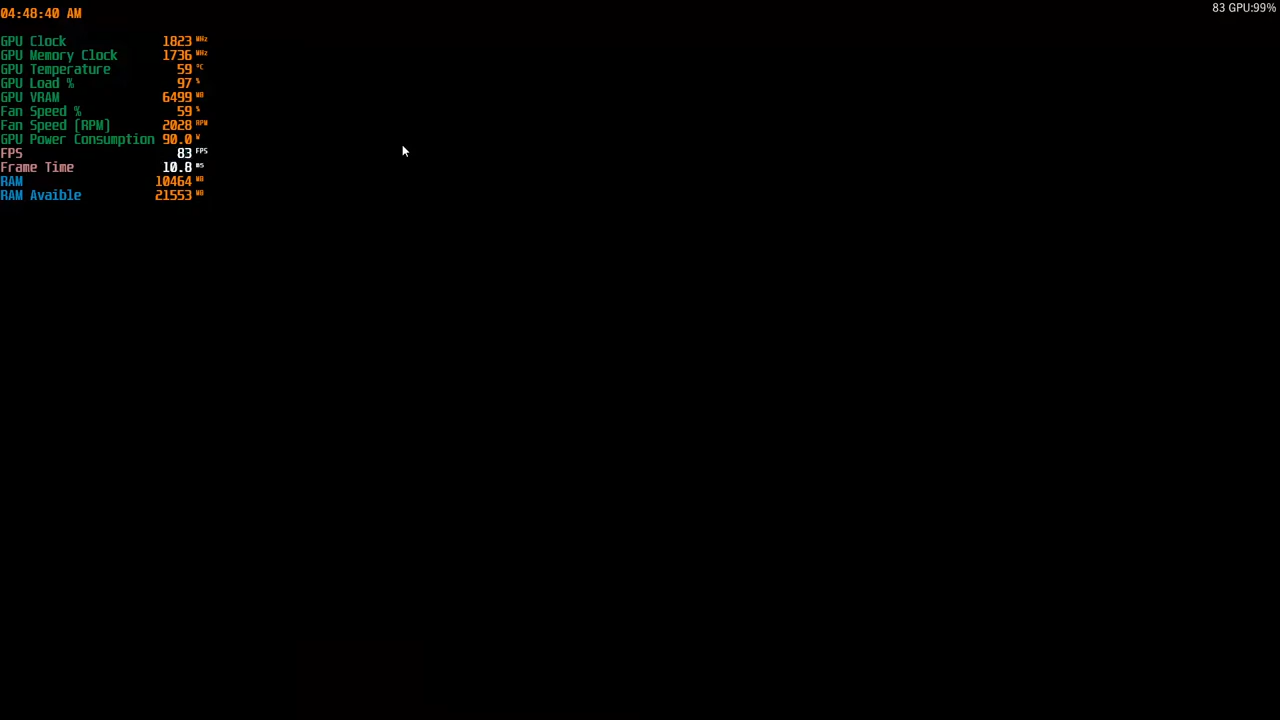 04:48:40 AM
83 GPU:99%
GPU Clock 1823 MHz
GPU Memory Clock 1736 MHz
GPU Temperature 59 °C
GPU Load % 97 %
GPU VRAM 6499 MB
Fan Speed % 59 %
Fan Speed (RPM) 2028 RPM
GPU Power Consumption 90.0 W
FPS 83 FPS
Frame Time 10.8 ms
RAM 10464 MB
RAM Avaible 21553 MB